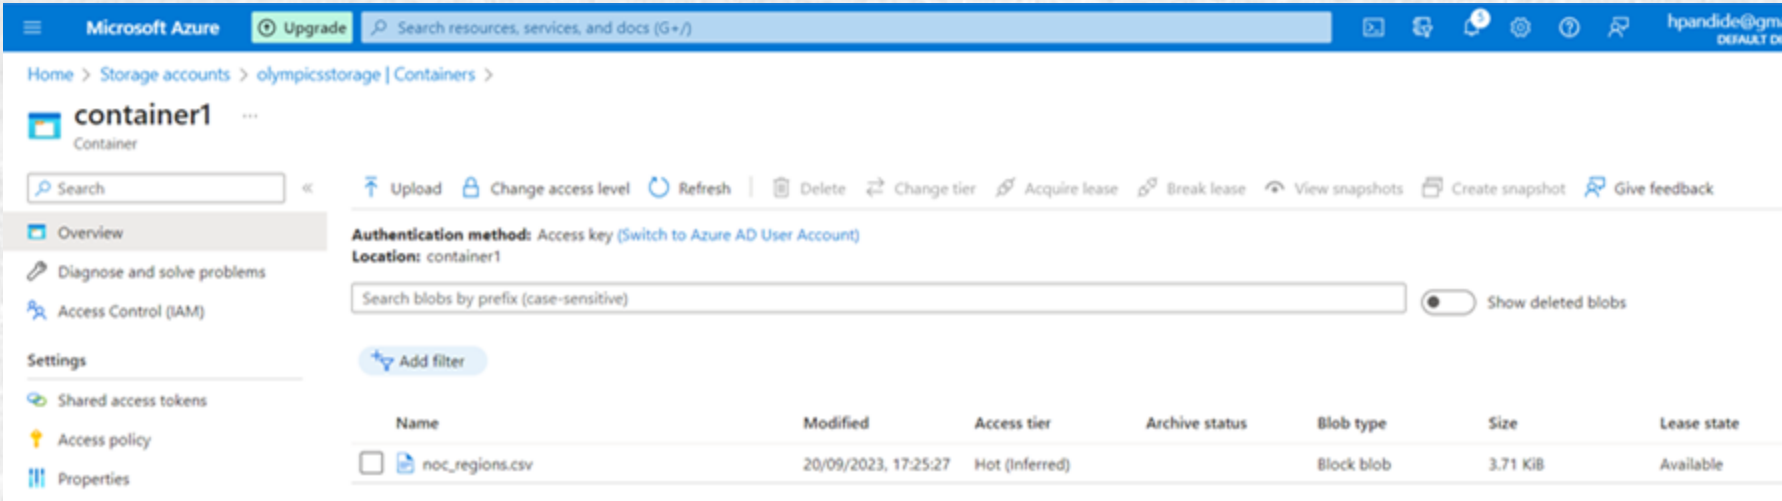 Microsoft Azure Upgrade Search resources, services, and docs (G+/) 5 hpandide@gma
DEFAULT DI
Home > Storage accounts > olympicsstorage | Containers >
container1 ...
Container
Search « Upload Change access level Refresh Delete Change tier Acquire lease Break lease View snapshots Create snapshot Give feedback
Overview
Authentication method: Access key (Switch to Azure AD User Account)
Location: container1
Diagnose and solve problems
Search blobs by prefix (case-sensitive) Show deleted blobs
Access Control (IAM)
Settings
Add filter
Shared access tokens
Name Modified Access tier Archive status Blob type Size Lease state
Access policy
noc_regions.csv 20/09/2023, 17:25:27 Hot (Inferred) Block blob 3.71 KiB Available
Properties